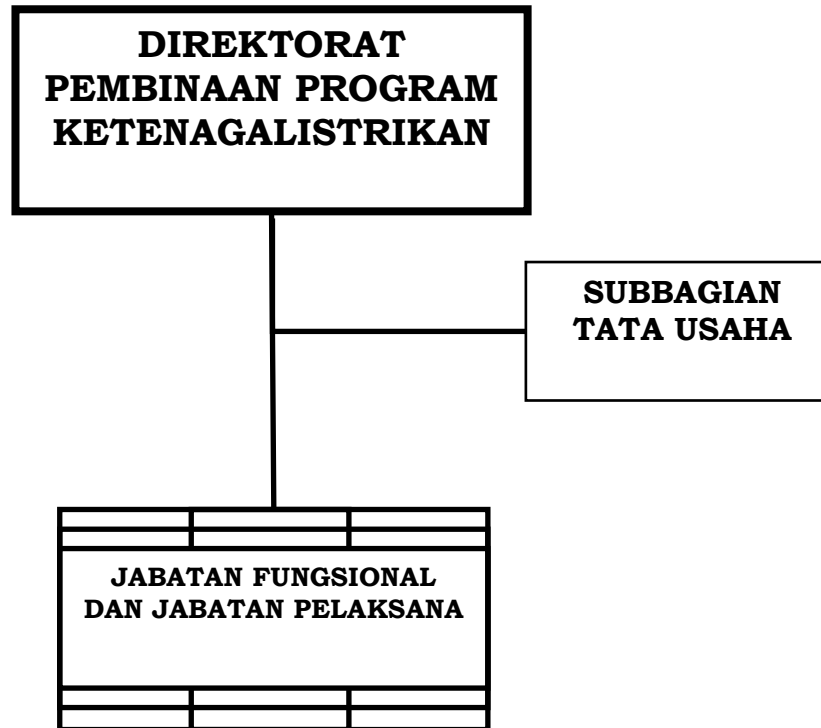 DIREKTORAT
PEMBINAAN PROGRAM
KETENAGALISTRIKAN
SUBBAGIAN
TATA USAHA
JABATAN FUNGSIONAL
DAN JABATAN PELAKSANA